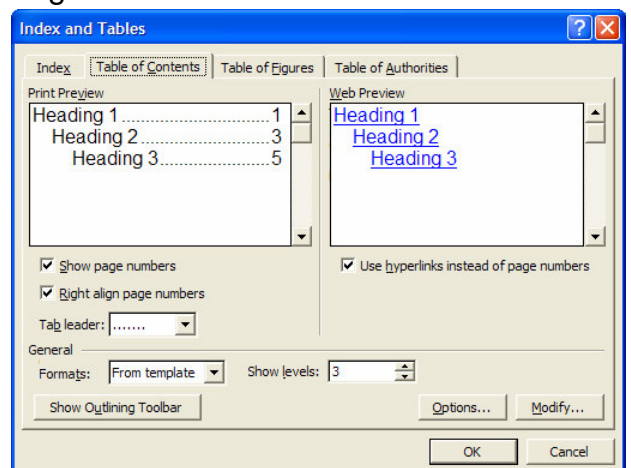 Index and Tables
Index Table of Contents Table of Figures Table of Authorities
Print Preview
Heading 1........................1
Heading 2....................3
Heading 3.................5
Web Preview
Heading 1
Heading 2
Heading 3
Show page numbers
Right align page numbers
Use hyperlinks instead of page numbers
Tab leader: .......
General
Formats: From template Show levels: 3
Show Outlining Toolbar Options... Modify...
OK Cancel